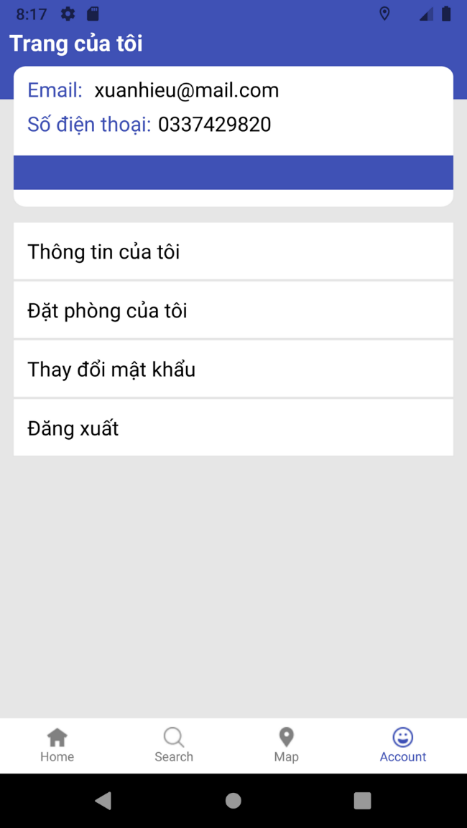 8:17
Trang của tôi
Email: xuanhieu@mail.com
Số điện thoại: 0337429820
Thông tin của tôi
Đặt phòng của tôi
Thay đổi mật khẩu
Đăng xuất
Home Search Map Account